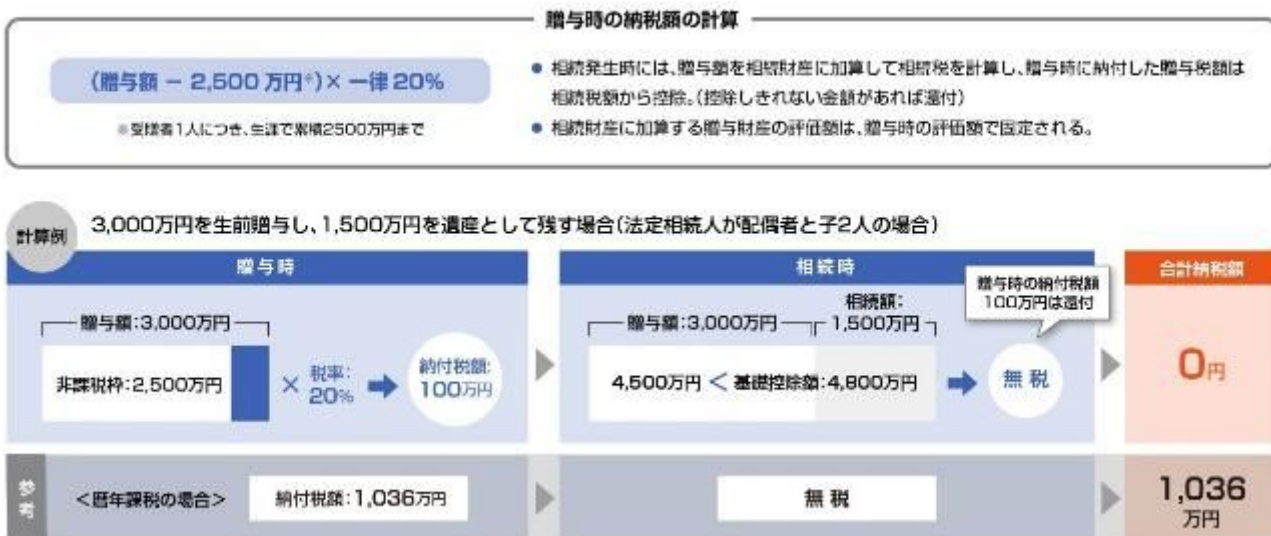 贈与時の納税額の計算
(贈与額 － 2,500 万円*)× 一律 20%
※受贈者1人につき、生涯で累積2500万円まで
● 相続発生時には、贈与額を相続財産に加算して相続税を計算し、贈与時に納付した贈与税額は
相続税額から控除。(控除しきれない金額があれば還付)
● 相続財産に加算する贈与財産の評価額は、贈与時の評価額で固定される。
計算例
3,000万円を生前贈与し、1,500万円を遺産として残す場合(法定相続人が配偶者と子2人の場合)
贈与時
贈与額:3,000万円
非課税枠:2,500万円
×
税率:
20%
納付税額:
100万円
相続時
贈与時の納付税額
100万円は還付
贈与額:3,000万円
相続額:
1,500万円
4,500万円 < 基礎控除額:4,800万円
無税
合計納税額
0円
参考
<暦年課税の場合>
納付税額:1,036万円
無税
1,036
万円